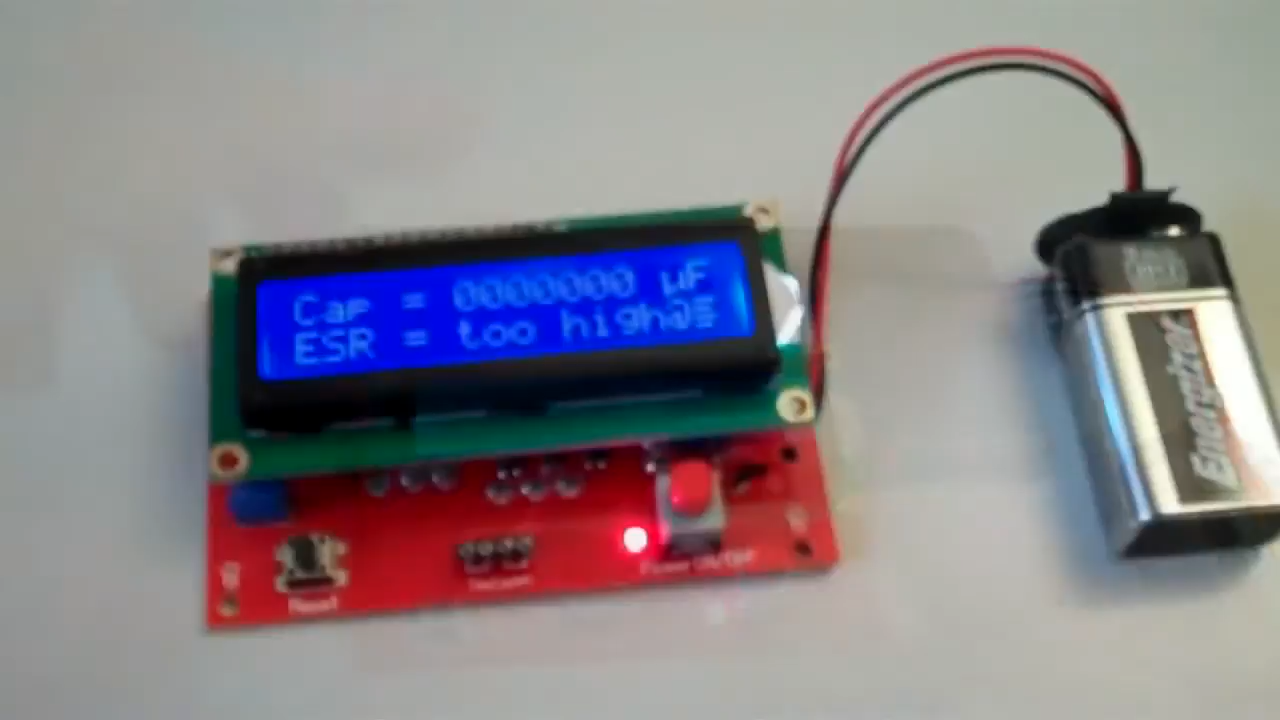 Cap = 0000000 µF
ESR = too high@≡
Energizer
Reset
Power ON/OFF